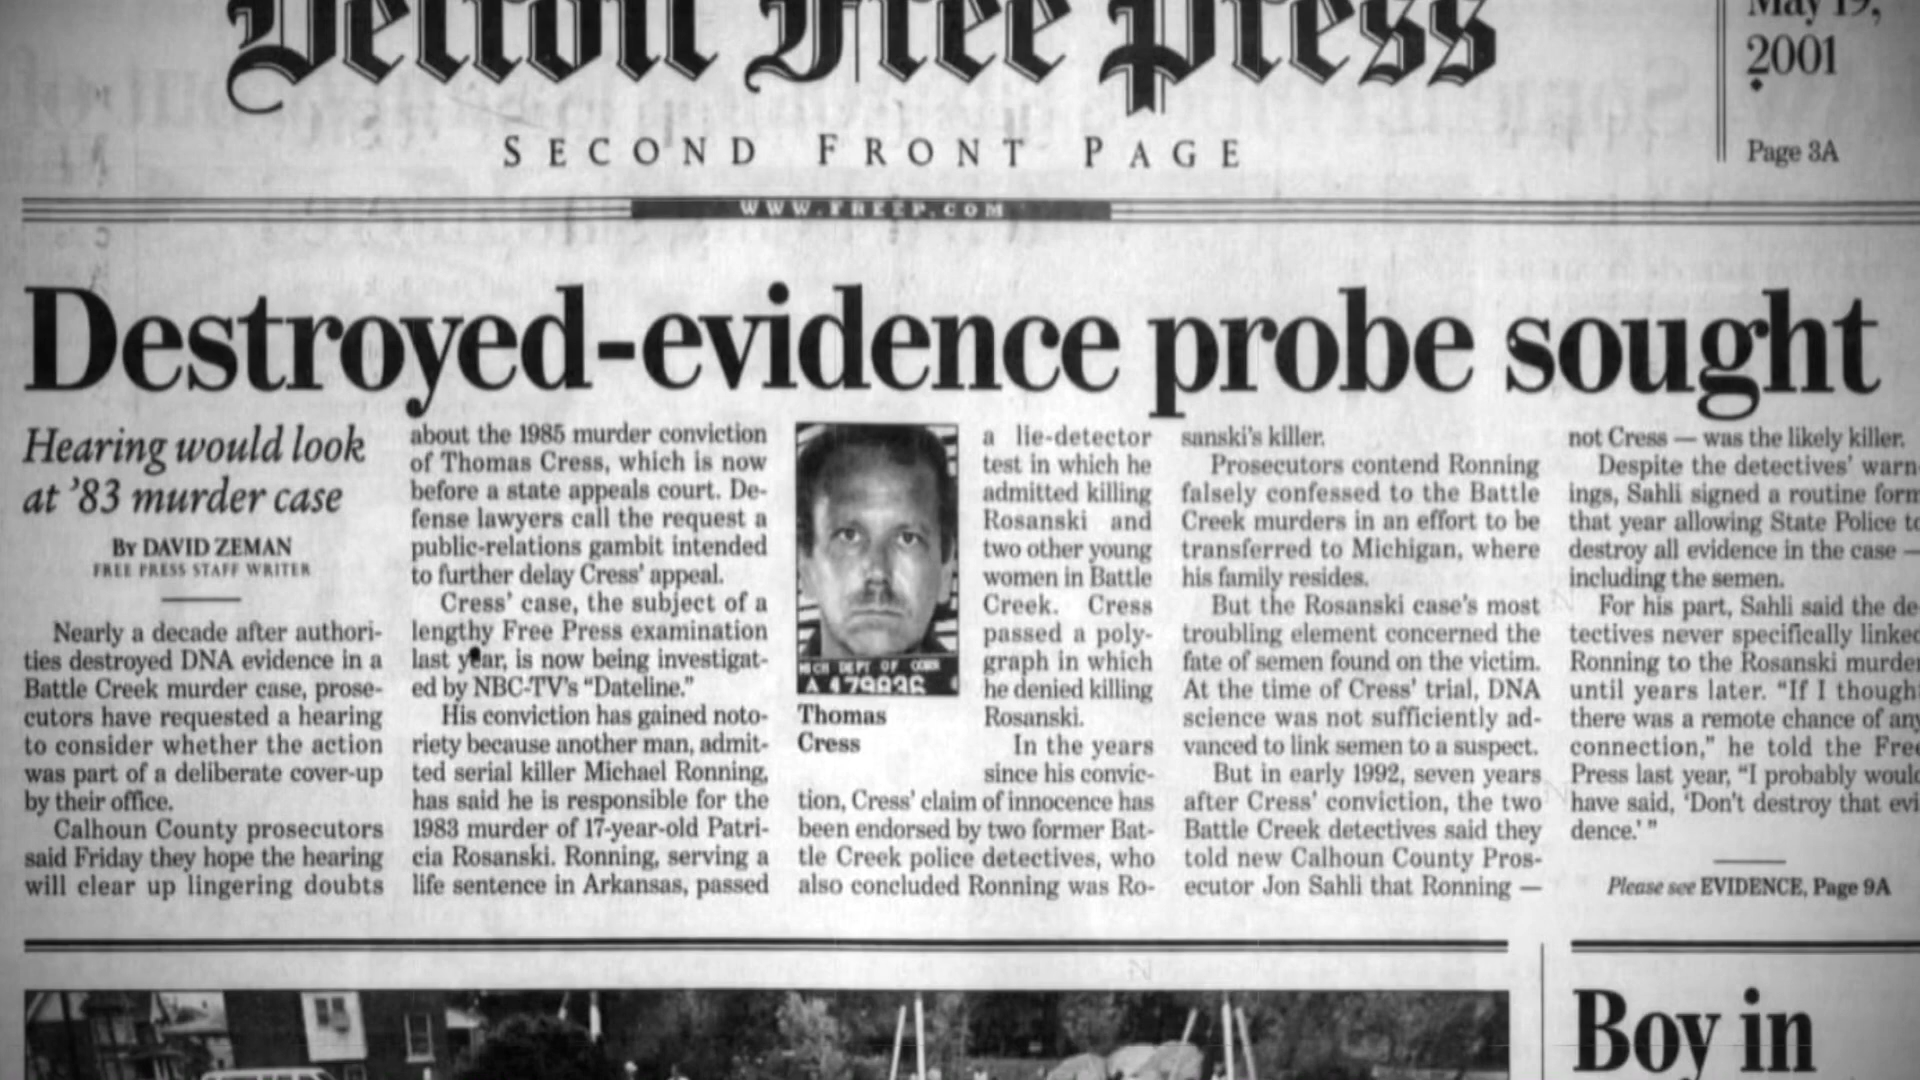 Detroit Free Press
May 19,
2001
Page 3A
SECOND FRONT PAGE
WWW.FREEP.COM
Destroyed-evidence probe sought
Hearing would look
at ’83 murder case
BY DAVID ZEMAN
FREE PRESS STAFF WRITER
Nearly a decade after authori-
ties destroyed DNA evidence in a
Battle Creek murder case, prose-
cutors have requested a hearing
to consider whether the action
was part of a deliberate cover-up
by their office.
Calhoun County prosecutors
said Friday they hope the hearing
will clear up lingering doubts
about the 1985 murder conviction
of Thomas Cress, which is now
before a state appeals court. De-
fense lawyers call the request a
public-relations gambit intended
to further delay Cress’ appeal.
Cress’ case, the subject of a
lengthy Free Press examination
last year, is now being investigat-
ed by NBC-TV’s “Dateline.”
His conviction has gained noto-
riety because another man, admit-
ted serial killer Michael Ronning,
has said he is responsible for the
1983 murder of 17-year-old Patri-
cia Rosanski. Ronning, serving a
life sentence in Arkansas, passed
MICH DEPT OF CORR
Thomas
Cress
a lie-detector
test in which he
admitted killing
Rosanski and
two other young
women in Battle
Creek. Cress
passed a poly-
graph in which
he denied killing
Rosanski.
In the years
since his convic-
tion, Cress’ claim of innocence has
been endorsed by two former Bat-
tle Creek police detectives, who
also concluded Ronning was Ro-
sanski’s killer.
Prosecutors contend Ronning
falsely confessed to the Battle
Creek murders in an effort to be
transferred to Michigan, where
his family resides.
But the Rosanski case’s most
troubling element concerned the
fate of semen found on the victim.
At the time of Cress’ trial, DNA
science was not sufficiently ad-
vanced to link semen to a suspect.
But in early 1992, seven years
after Cress’ conviction, the two
Battle Creek detectives said they
told new Calhoun County Pros-
ecutor Jon Sahli that Ronning —
not Cress — was the likely killer.
Despite the detectives’ warn
ings, Sahli signed a routine form
that year allowing State Police to
destroy all evidence in the case —
including the semen.
For his part, Sahli said the de
tectives never specifically linked
Ronning to the Rosanski murder
until years later. “If I though
there was a remote chance of any
connection,” he told the Free
Press last year, “I probably would
have said, ‘Don’t destroy that evi
dence.’ ”
Please see EVIDENCE, Page 9A
Boy in